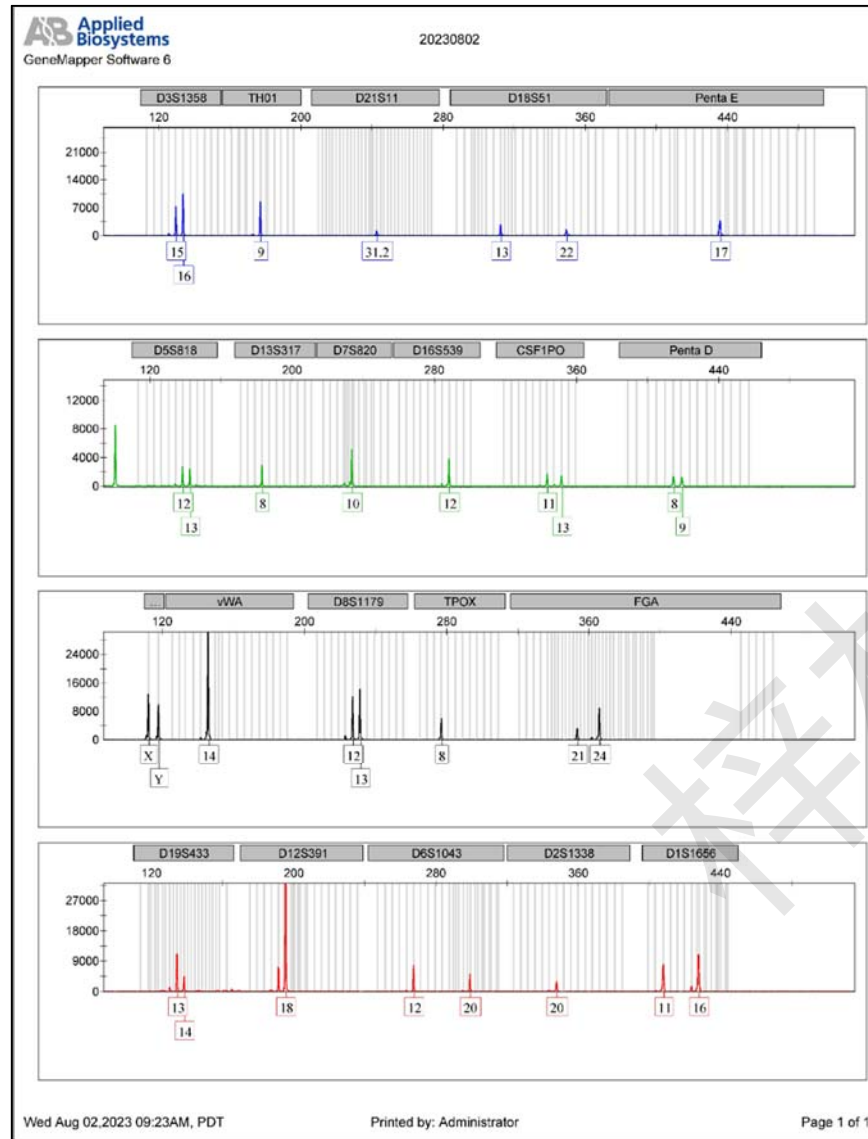 AB Applied Biosystems
20230802
GeneMapper Software 6
D3S1358 TH01 D21S11 D18S51 Penta E
120 200 280 360 440
21000
14000
7000
0
15 9 31.2 13 22 17
16
D5S818 D13S317 D7S820 D16S539 CSF1PO Penta D
120 200 280 360 440
12000
8000
4000
0
12 8 10 12 11 8
13 13 9
... vWA D8S1179 TPOX FGA
120 200 280 360 440
24000
16000
8000
0
X 14 12 8 21 24
Y 13
D19S433 D12S391 D6S1043 D2S1338 D1S1656
120 200 280 360 440
27000
18000
9000
0
13 18 12 20 20 11 16
14
Wed Aug 02,2023 09:23AM, PDT Printed by: Administrator Page 1 of 1